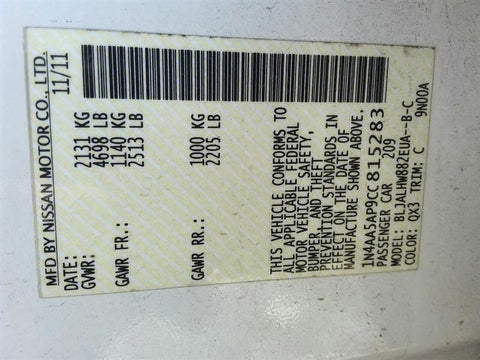 MFD BY NISSAN MOTOR CO., LTD.
DATE: 11/11
GVWR: 2131 KG
4698 LB
GAWR FR.: 1140 KG
2513 LB
GAWR RR.: 1000 KG
2205 LB
THIS VEHICLE CONFORMS TO
ALL APPLICABLE FEDERAL
MOTOR VEHICLE SAFETY,
BUMPER, AND THEFT
PREVENTION STANDARDS IN
EFFECT ON THE DATE OF
MANUFACTURE SHOWN ABOVE.
1N4AA5AP9CC815283
PASSENGER CAR 209
MODEL: BLJALHW882EUA--B-C
COLOR: QX3 TRIM: C 9N00A